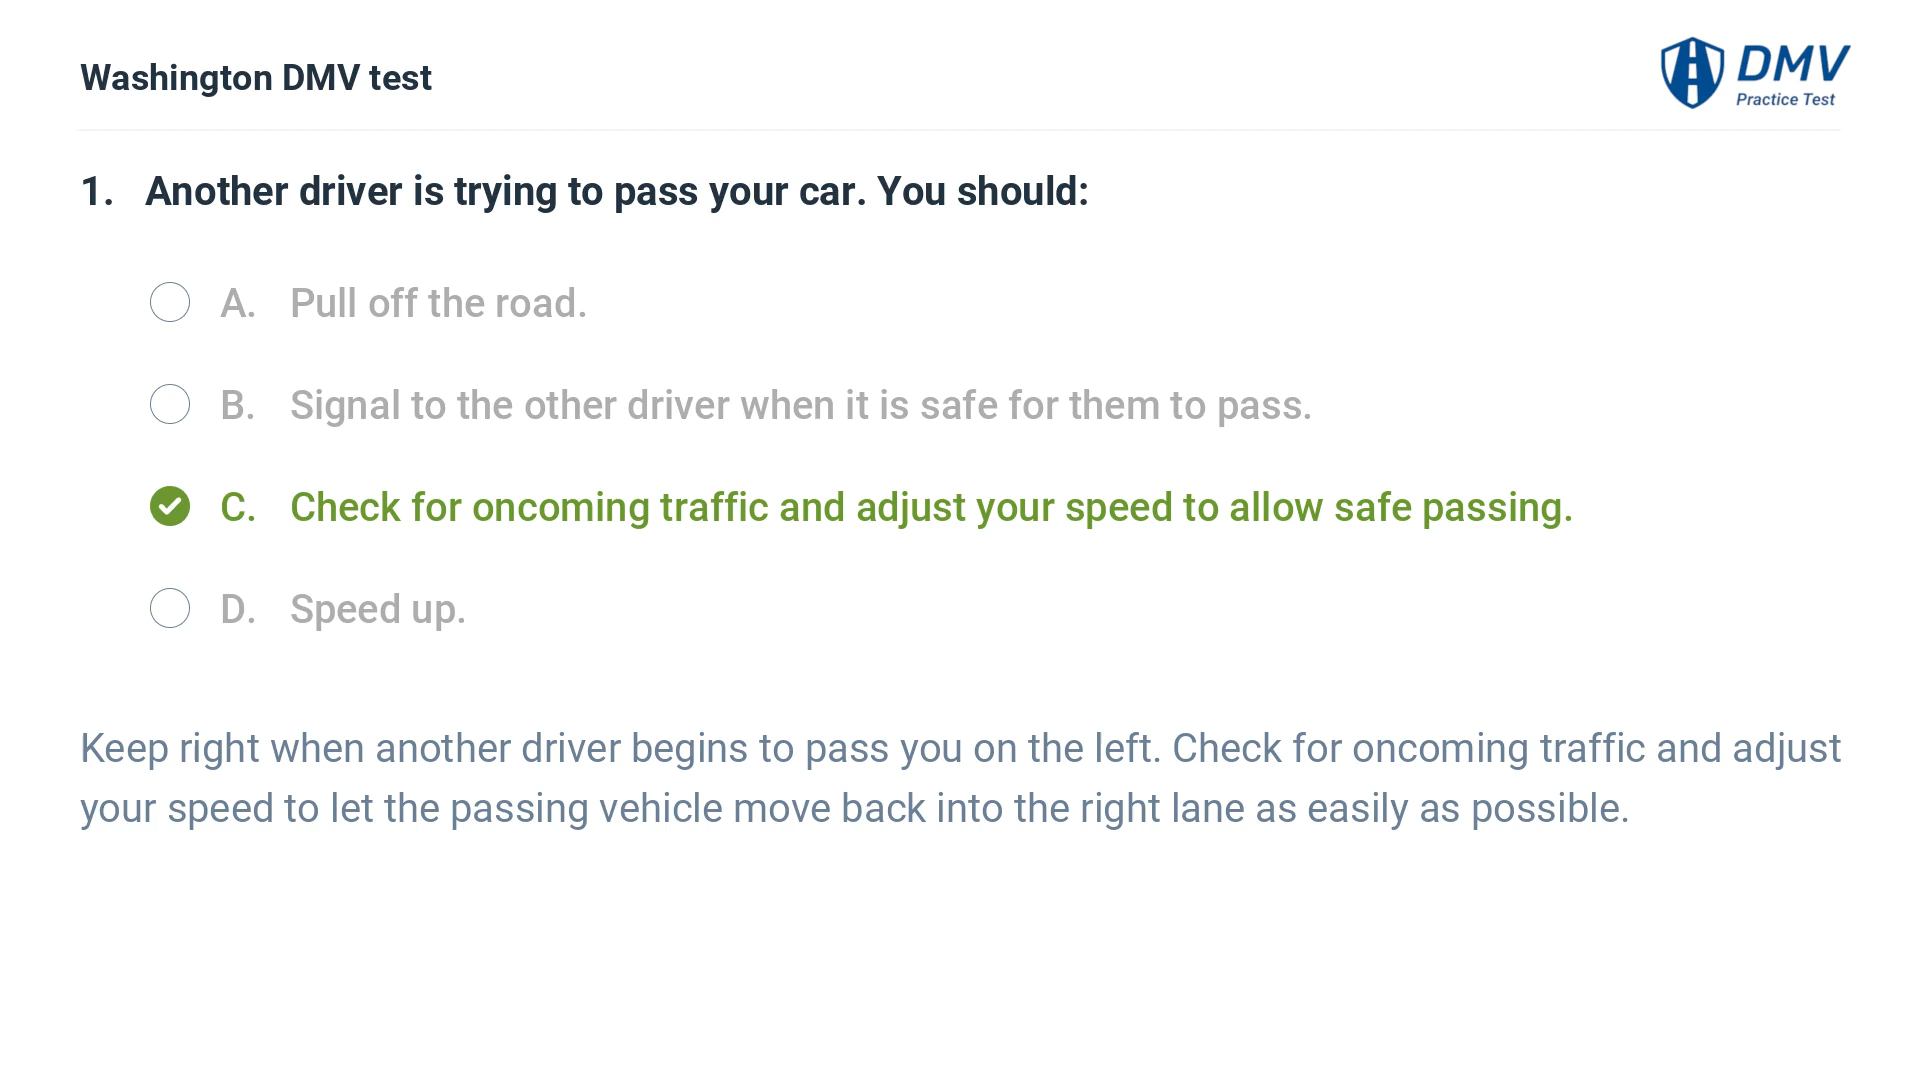 Washington DMV test
DMV
Practice Test
1. Another driver is trying to pass your car. You should:
A. Pull off the road.
B. Signal to the other driver when it is safe for them to pass.
C. Check for oncoming traffic and adjust your speed to allow safe passing.
D. Speed up.
Keep right when another driver begins to pass you on the left. Check for oncoming traffic and adjust
your speed to let the passing vehicle move back into the right lane as easily as possible.